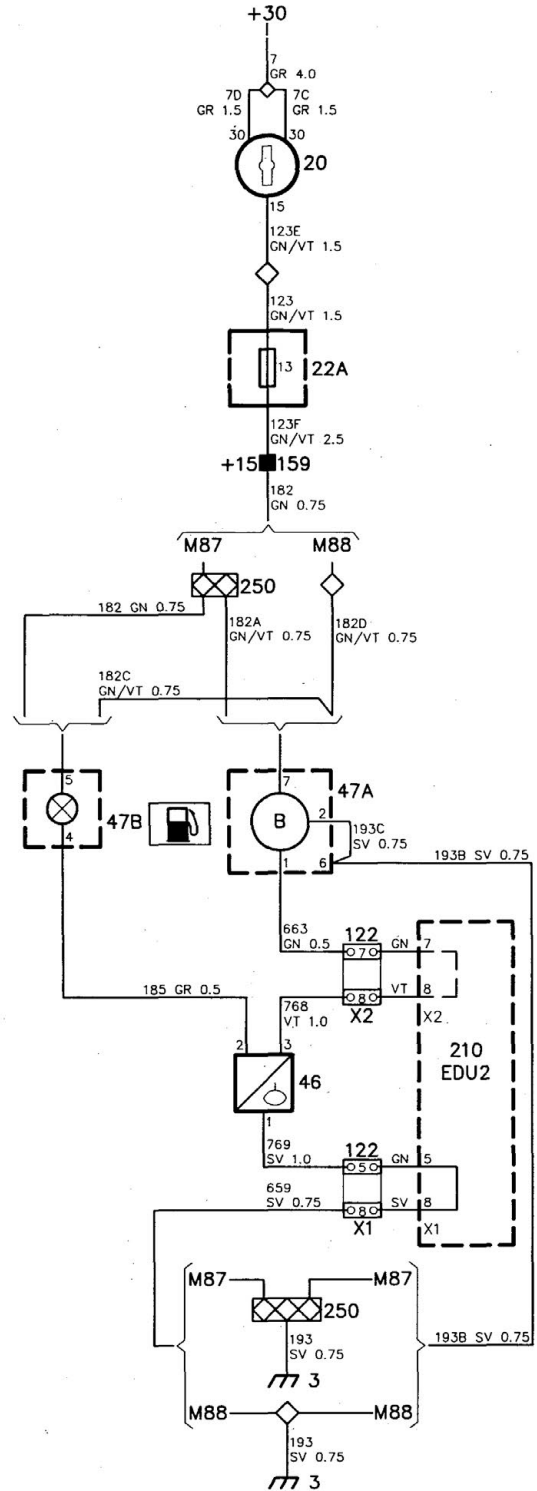 +30
7
GR 4.0
7D
GR 1.5
7C
GR 1.5
30
30
20
15
123E
GN/VT 1.5
123
GN/VT 1.5
13
22A
123F
GN/VT 2.5
+15 159
182
GN 0.75
M87
M88
250
182 GN 0.75
182A
GN/VT 0.75
182D
GN/VT 0.75
182C
GN/VT 0.75
5
4
47B
7
47A
B
2
193C
SV 0.75
1
6
193B SV 0.75
663
GN 0.5
122
7
GN
7
185 GR 0.5
768
VT 1.0
8
VT
8
X2
X2
210
EDU2
2
3
46
1
769
SV 1.0
122
5
GN
5
659
SV 0.75
8
SV
8
X1
X1
M87
M87
250
193
SV 0.75
193B SV 0.75
3
M88
M88
193
SV 0.75
3